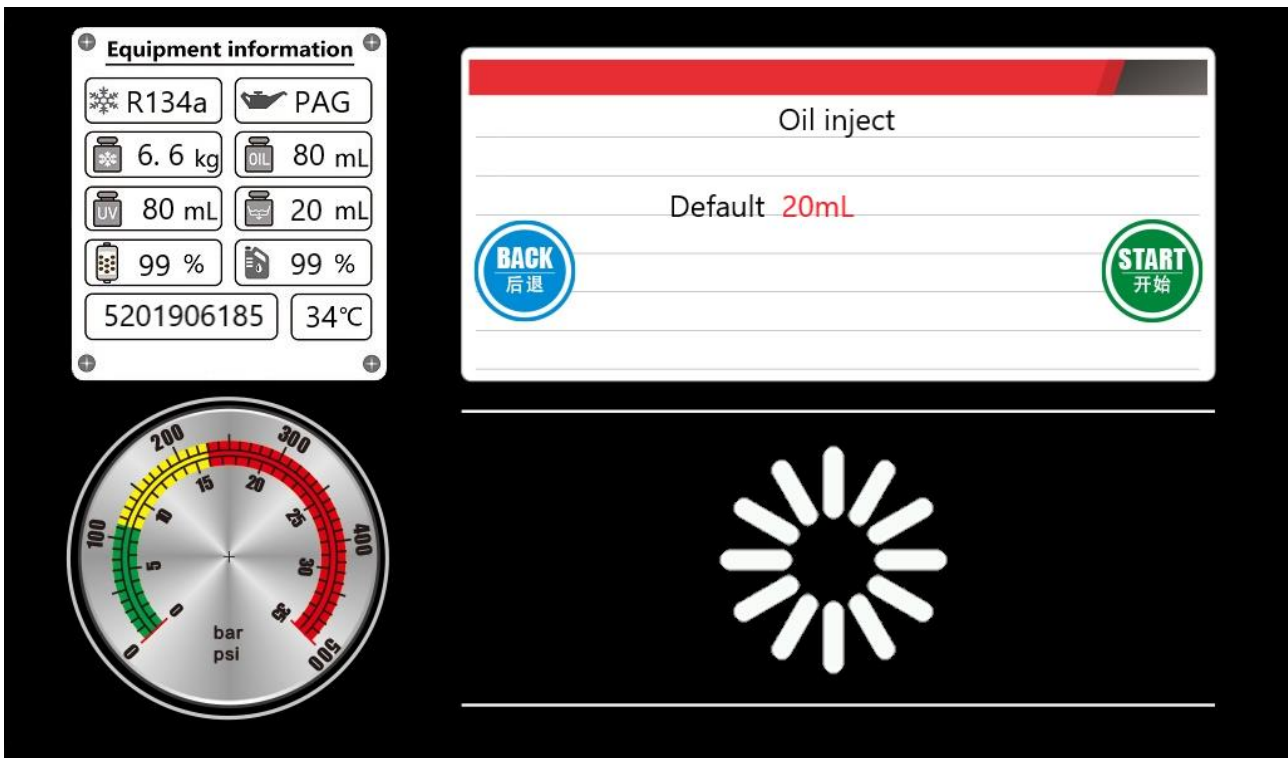 Equipment information
R134a
PAG
6. 6 kg
OIL 80 mL
UV 80 mL
20 mL
99 %
99 %
5201906185
34℃
Oil inject
Default 20mL
BACK
后退
START
开始
0
100
200
300
400
500
0
5
10
15
20
25
30
35
bar
psi